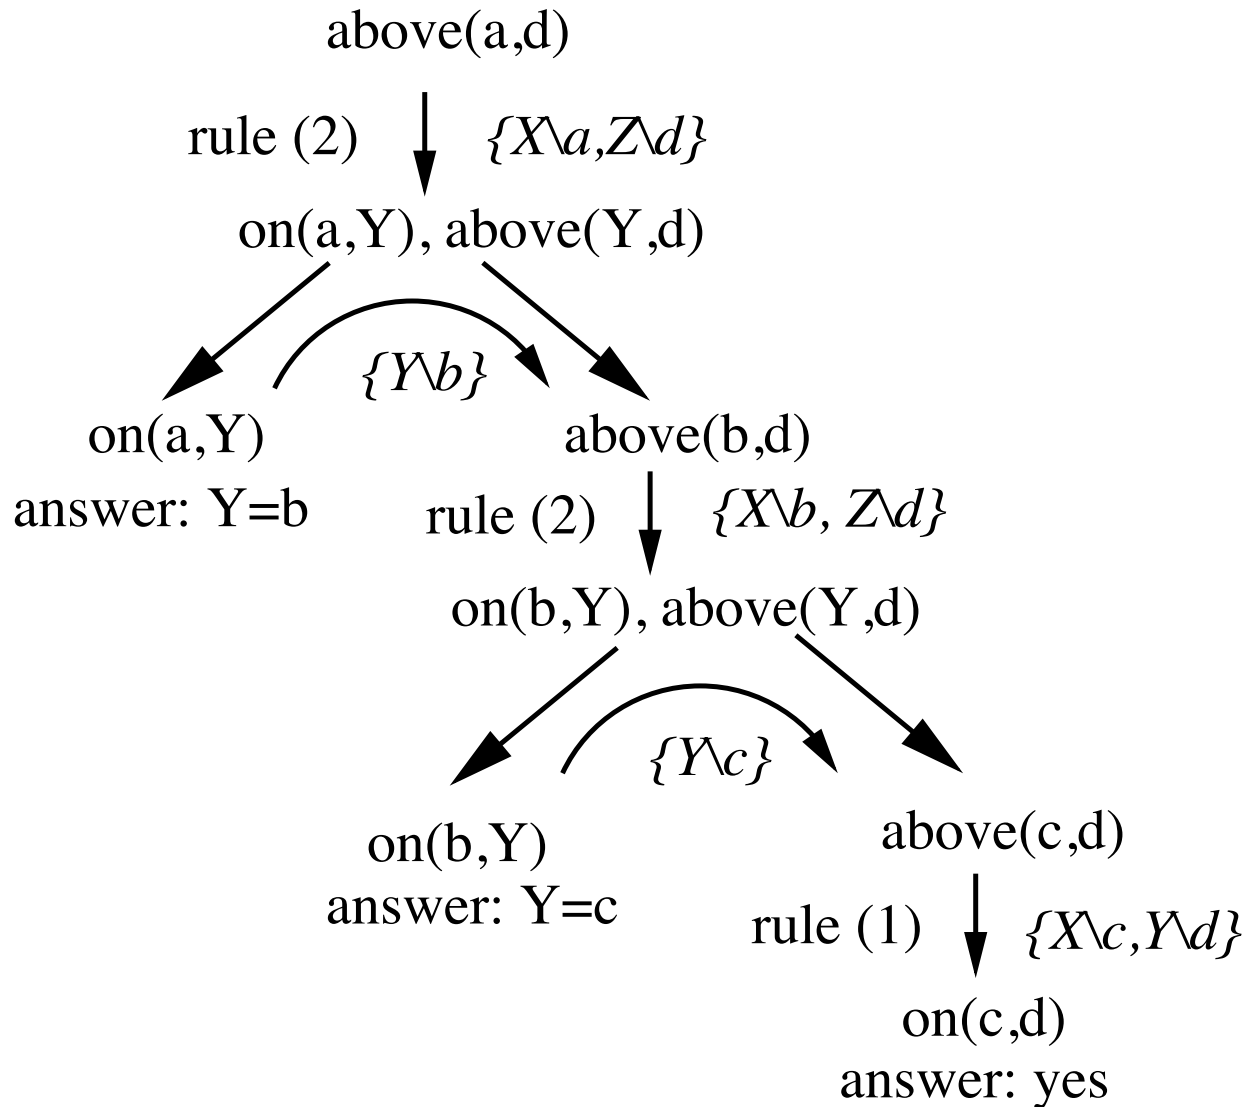 above(a,d)
rule (2) {X\a,Z\d}
on(a,Y), above(Y,d)
{Y\b}
on(a,Y) above(b,d)
answer: Y=b rule (2) {X\b, Z\d}
on(b,Y), above(Y,d)
{Y\c}
on(b,Y) above(c,d)
answer: Y=c rule (1) {X\c,Y\d}
on(c,d)
answer: yes